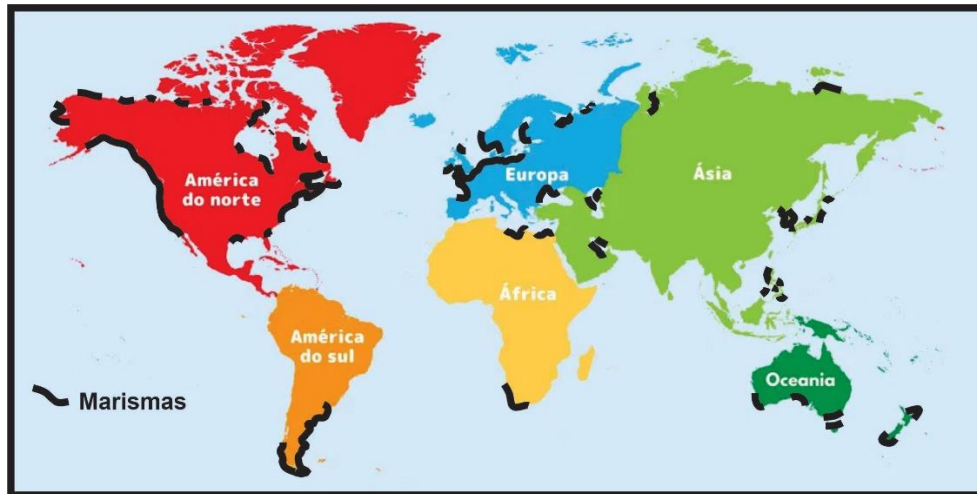 América
do norte
Europa
Ásia
África
América
do sul
Oceania
Marismas